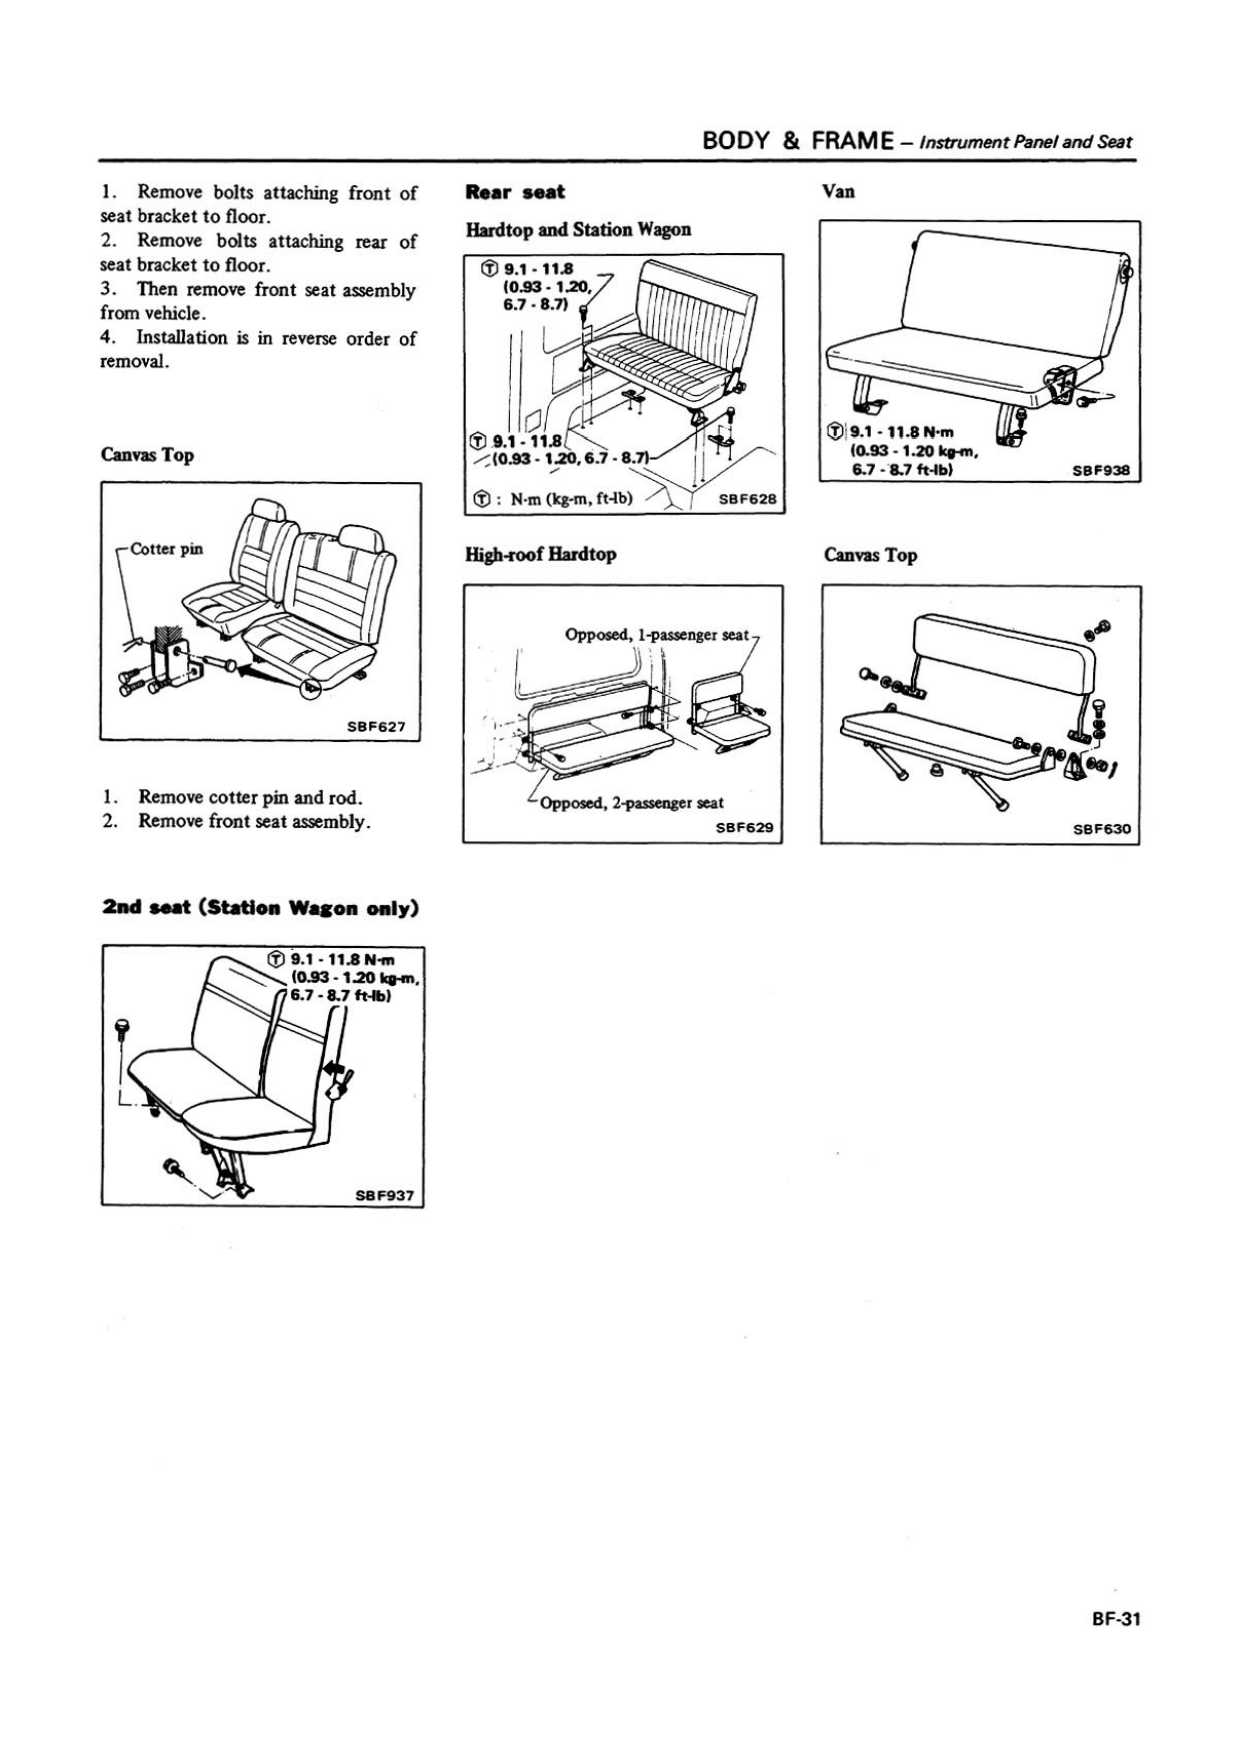 BODY & FRAME – Instrument Panel and Seat
1. Remove bolts attaching front of
seat bracket to floor.
2. Remove bolts attaching rear of
seat bracket to floor.
3. Then remove front seat assembly
from vehicle.
4. Installation is in reverse order of
removal.
Canvas Top
Cotter pin
SBF627
1. Remove cotter pin and rod.
2. Remove front seat assembly.
2nd seat (Station Wagon only)
Ⓣ 9.1 - 11.8 N·m
(0.93 - 1.20 kg-m,
6.7 - 8.7 ft-lb)
SBF937
Rear seat
Hardtop and Station Wagon
Ⓣ 9.1 - 11.8
(0.93 - 1.20,
6.7 - 8.7)
Ⓣ 9.1 - 11.8
(0.93 - 1.20, 6.7 - 8.7)
Ⓣ : N·m (kg-m, ft-lb)
SBF628
High-roof Hardtop
Opposed, 1-passenger seat
Opposed, 2-passenger seat
SBF629
Van
Ⓣ 9.1 - 11.8 N·m
(0.93 - 1.20 kg-m,
6.7 - 8.7 ft-lb)
SBF938
Canvas Top
SBF630
BF-31